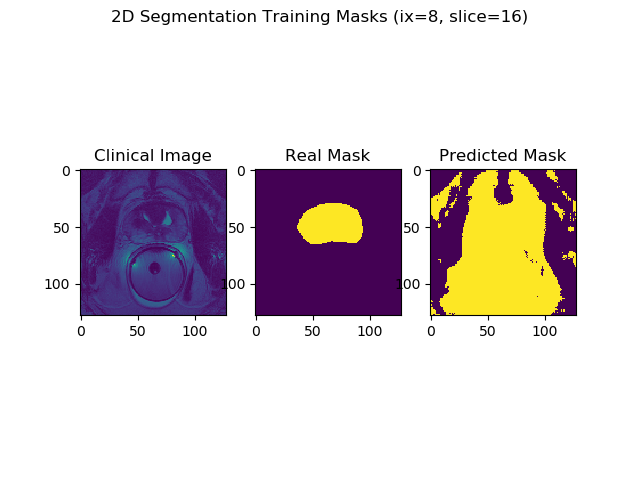 2D Segmentation Training Masks (ix=8, slice=16)
Clinical Image Real Mask Predicted Mask
0 0 0
50 50 50
100 100 100
0 50 100 0 50 100 0 50 100